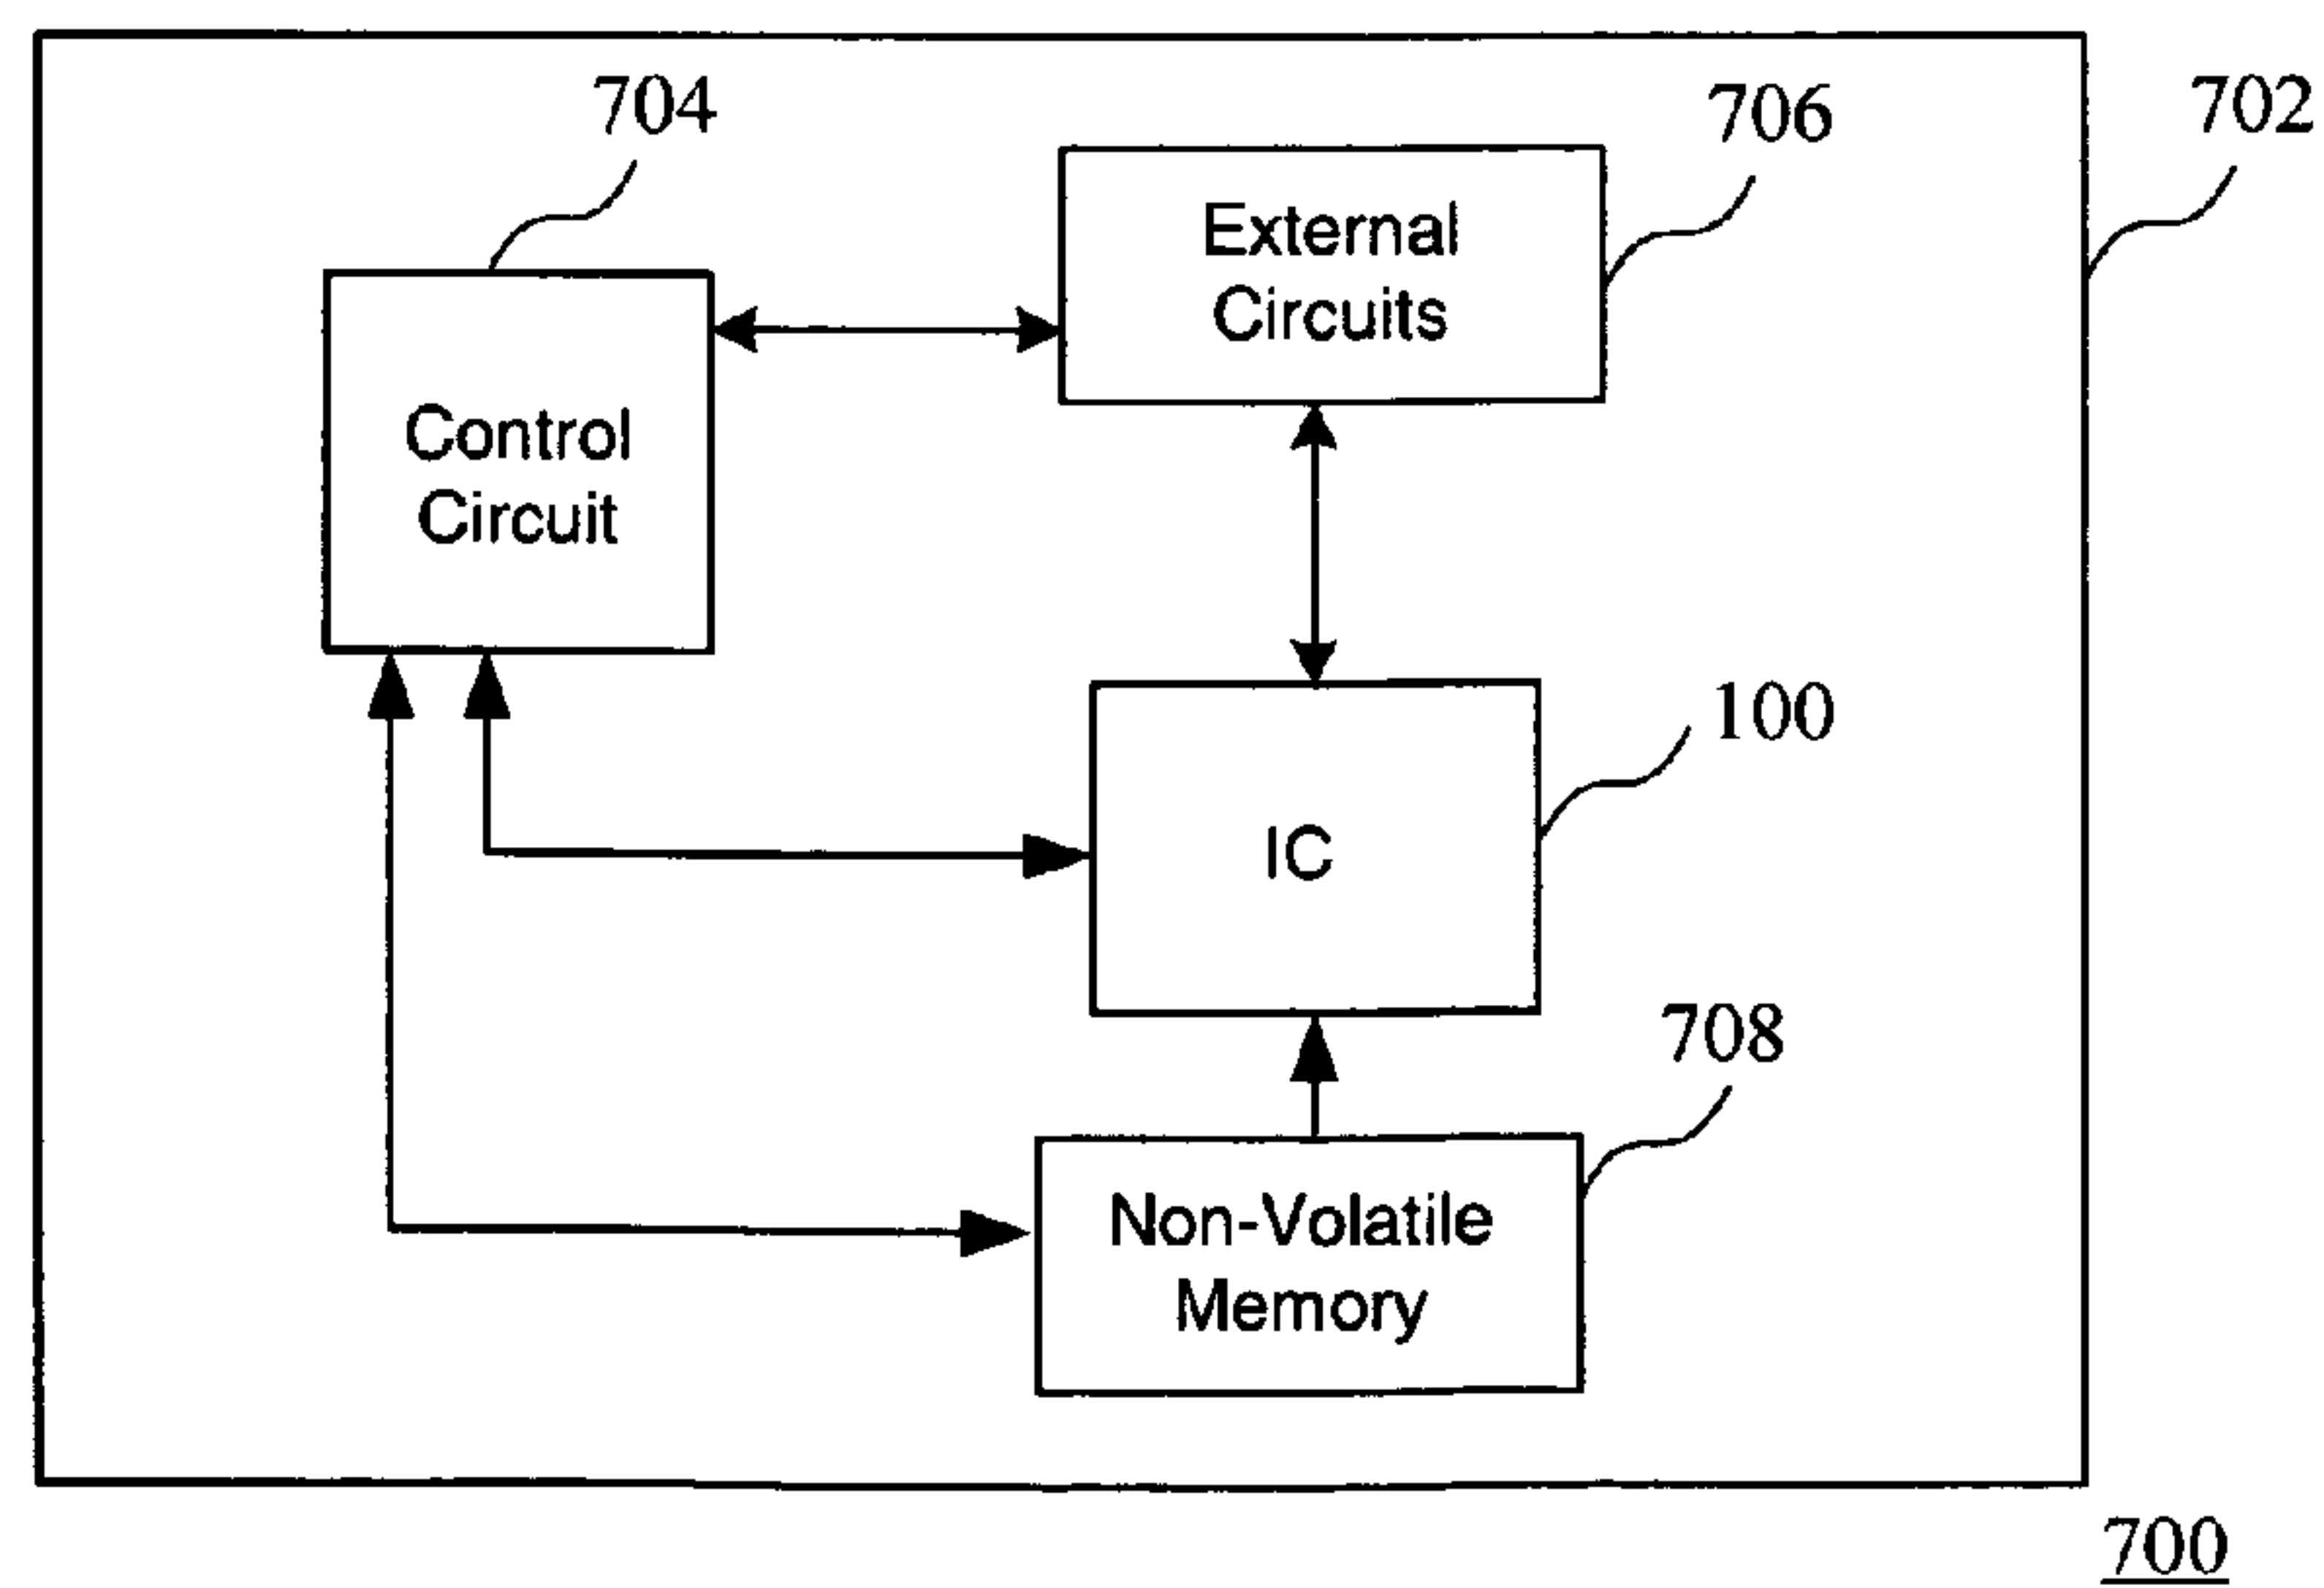 704
706
702
External
Circuits
Control
Circuit
100
IC
708
Non-Volatile
Memory
700